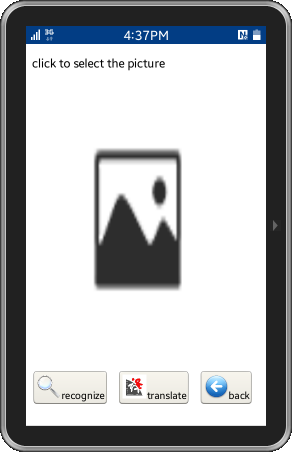 3G
4:37PM
click to select the picture
recognize
translate
back